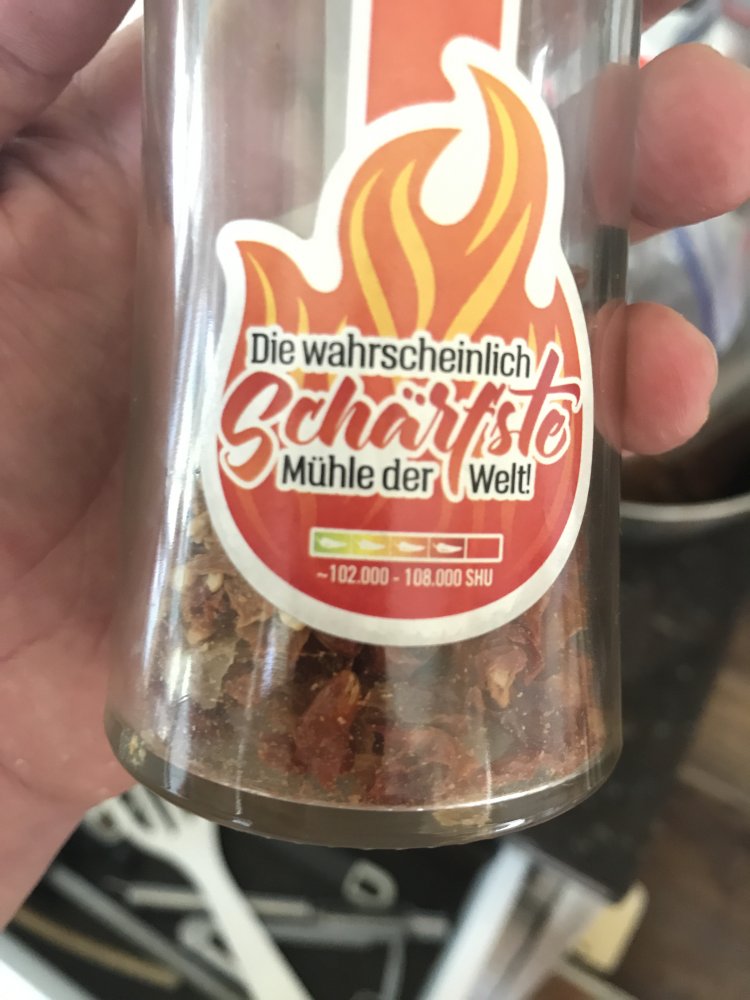 Die wahrscheinlich
Schärfste
Mühle der Welt!
~102.000 - 108.000 SHU